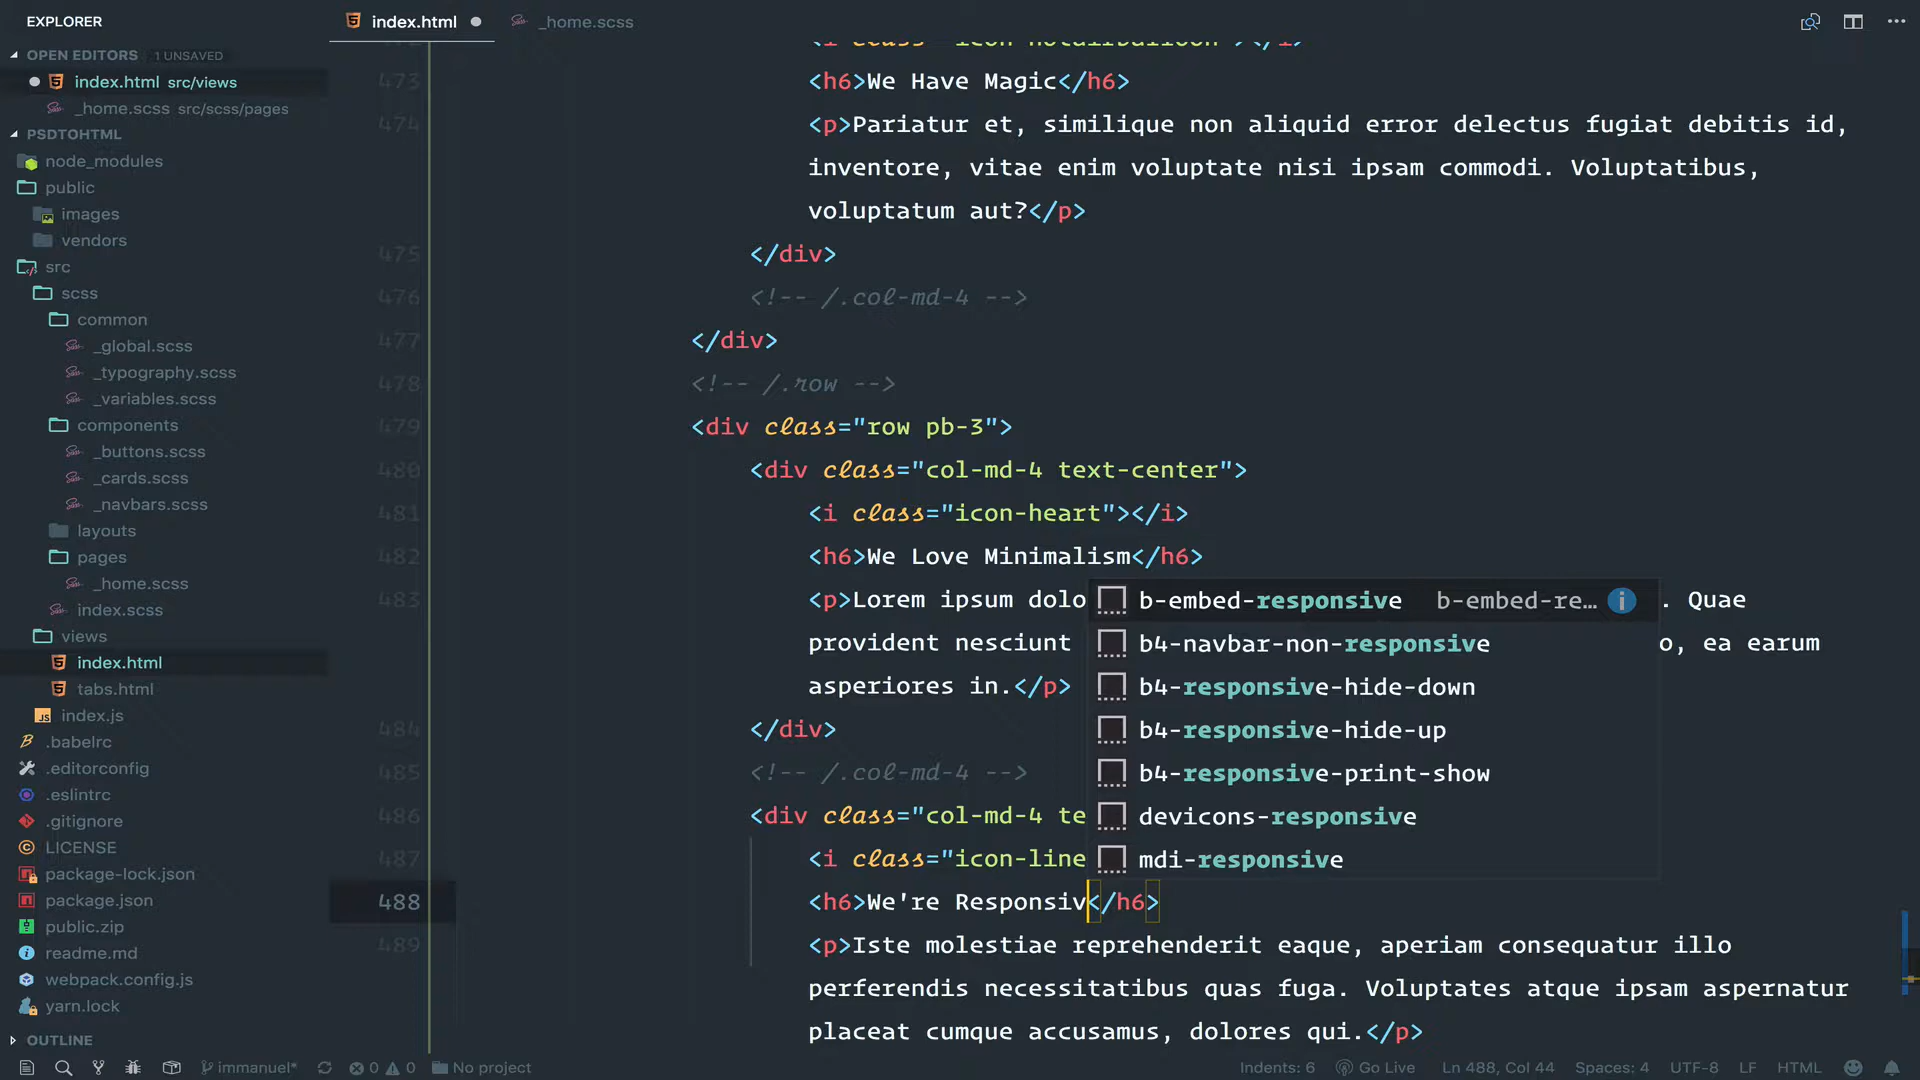 EXPLORER
index.html
_home.scss
OPEN EDITORS 1 UNSAVED
index.html src/views
_home.scss src/scss/pages
PSDTOHTML
node_modules
public
images
vendors
src
scss
common
_global.scss
_typography.scss
_variables.scss
components
_buttons.scss
_cards.scss
_navbars.scss
layouts
pages
_home.scss
index.scss
views
index.html
tabs.html
index.js
.babelrc
.editorconfig
.eslintrc
.gitignore
LICENSE
package-lock.json
package.json
public.zip
readme.md
webpack.config.js
yarn.lock
OUTLINE
473 <h6>We Have Magic</h6>
474 <p>Pariatur et, similique non aliquid error delectus fugiat debitis id,
inventore, vitae enim voluptate nisi ipsam commodi. Voluptatibus,
voluptatum aut?</p>
475 </div>
476 <!-- /.col-md-4 -->
477 </div>
478 <!-- /.row -->
479 <div class="row pb-3">
480 <div class="col-md-4 text-center">
481 <i class="icon-heart"></i>
482 <h6>We Love Minimalism</h6>
483 <p>Lorem ipsum dolo . Quae
provident nesciunt o, ea earum
asperiores in.</p>
484 </div>
485 <!-- /.col-md-4 -->
486 <div class="col-md-4 te
487 <i class="icon-line
488 <h6>We're Responsiv</h6>
489 <p>Iste molestiae reprehenderit eaque, aperiam consequatur illo
perferendis necessitatibus quas fuga. Voluptates atque ipsam aspernatur
placeat cumque accusamus, dolores qui.</p>
b-embed-responsive b-embed-re…
b4-navbar-non-responsive
b4-responsive-hide-down
b4-responsive-hide-up
b4-responsive-print-show
devicons-responsive
mdi-responsive
immanuel* 0 0 No project Indents: 6 Go Live Ln 488, Col 44 Spaces: 4 UTF-8 LF HTML